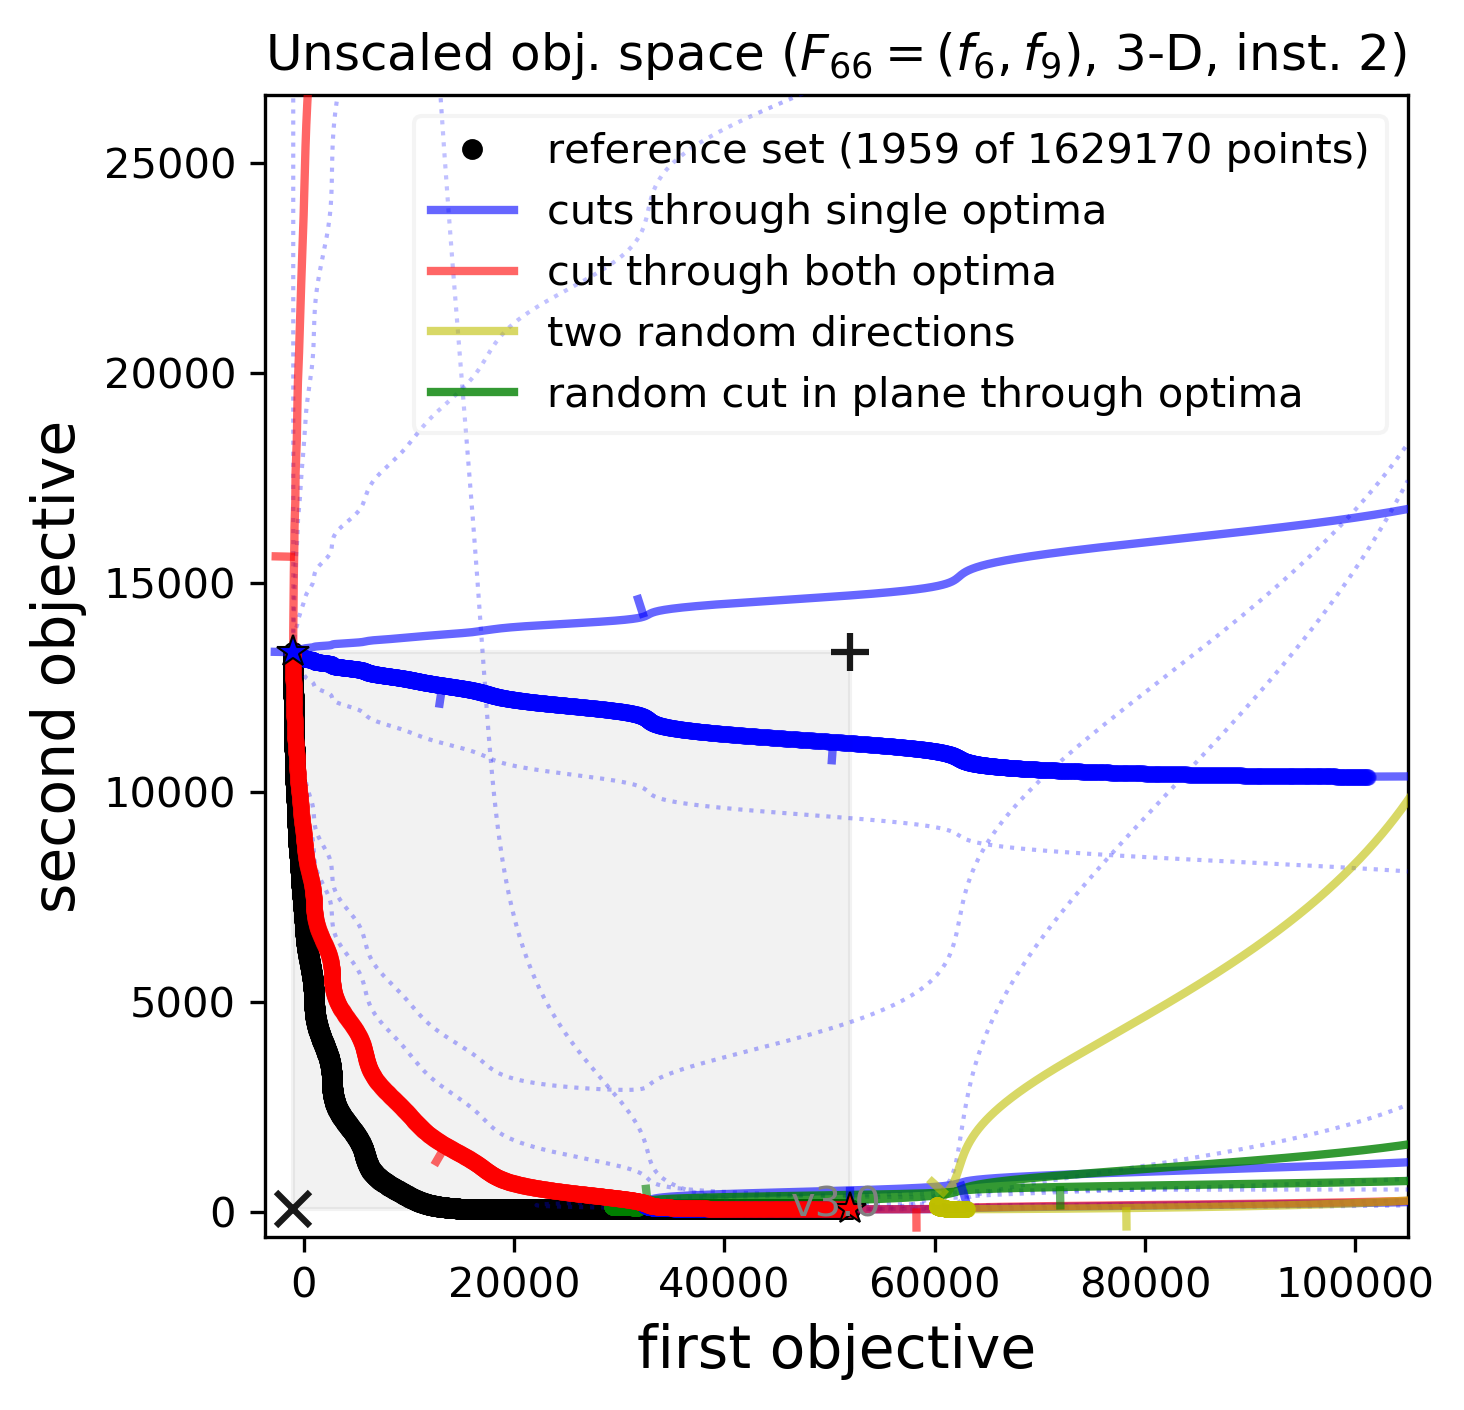 Unscaled obj. space (F₆₆ = (f₆, f₉), 3-D, inst. 2)
reference set (1959 of 1629170 points)
cuts through single optima
cut through both optima
two random directions
random cut in plane through optima
25000
20000
15000
10000
5000
0
second objective
v3.0
0
20000
40000
60000
80000
100000
first objective